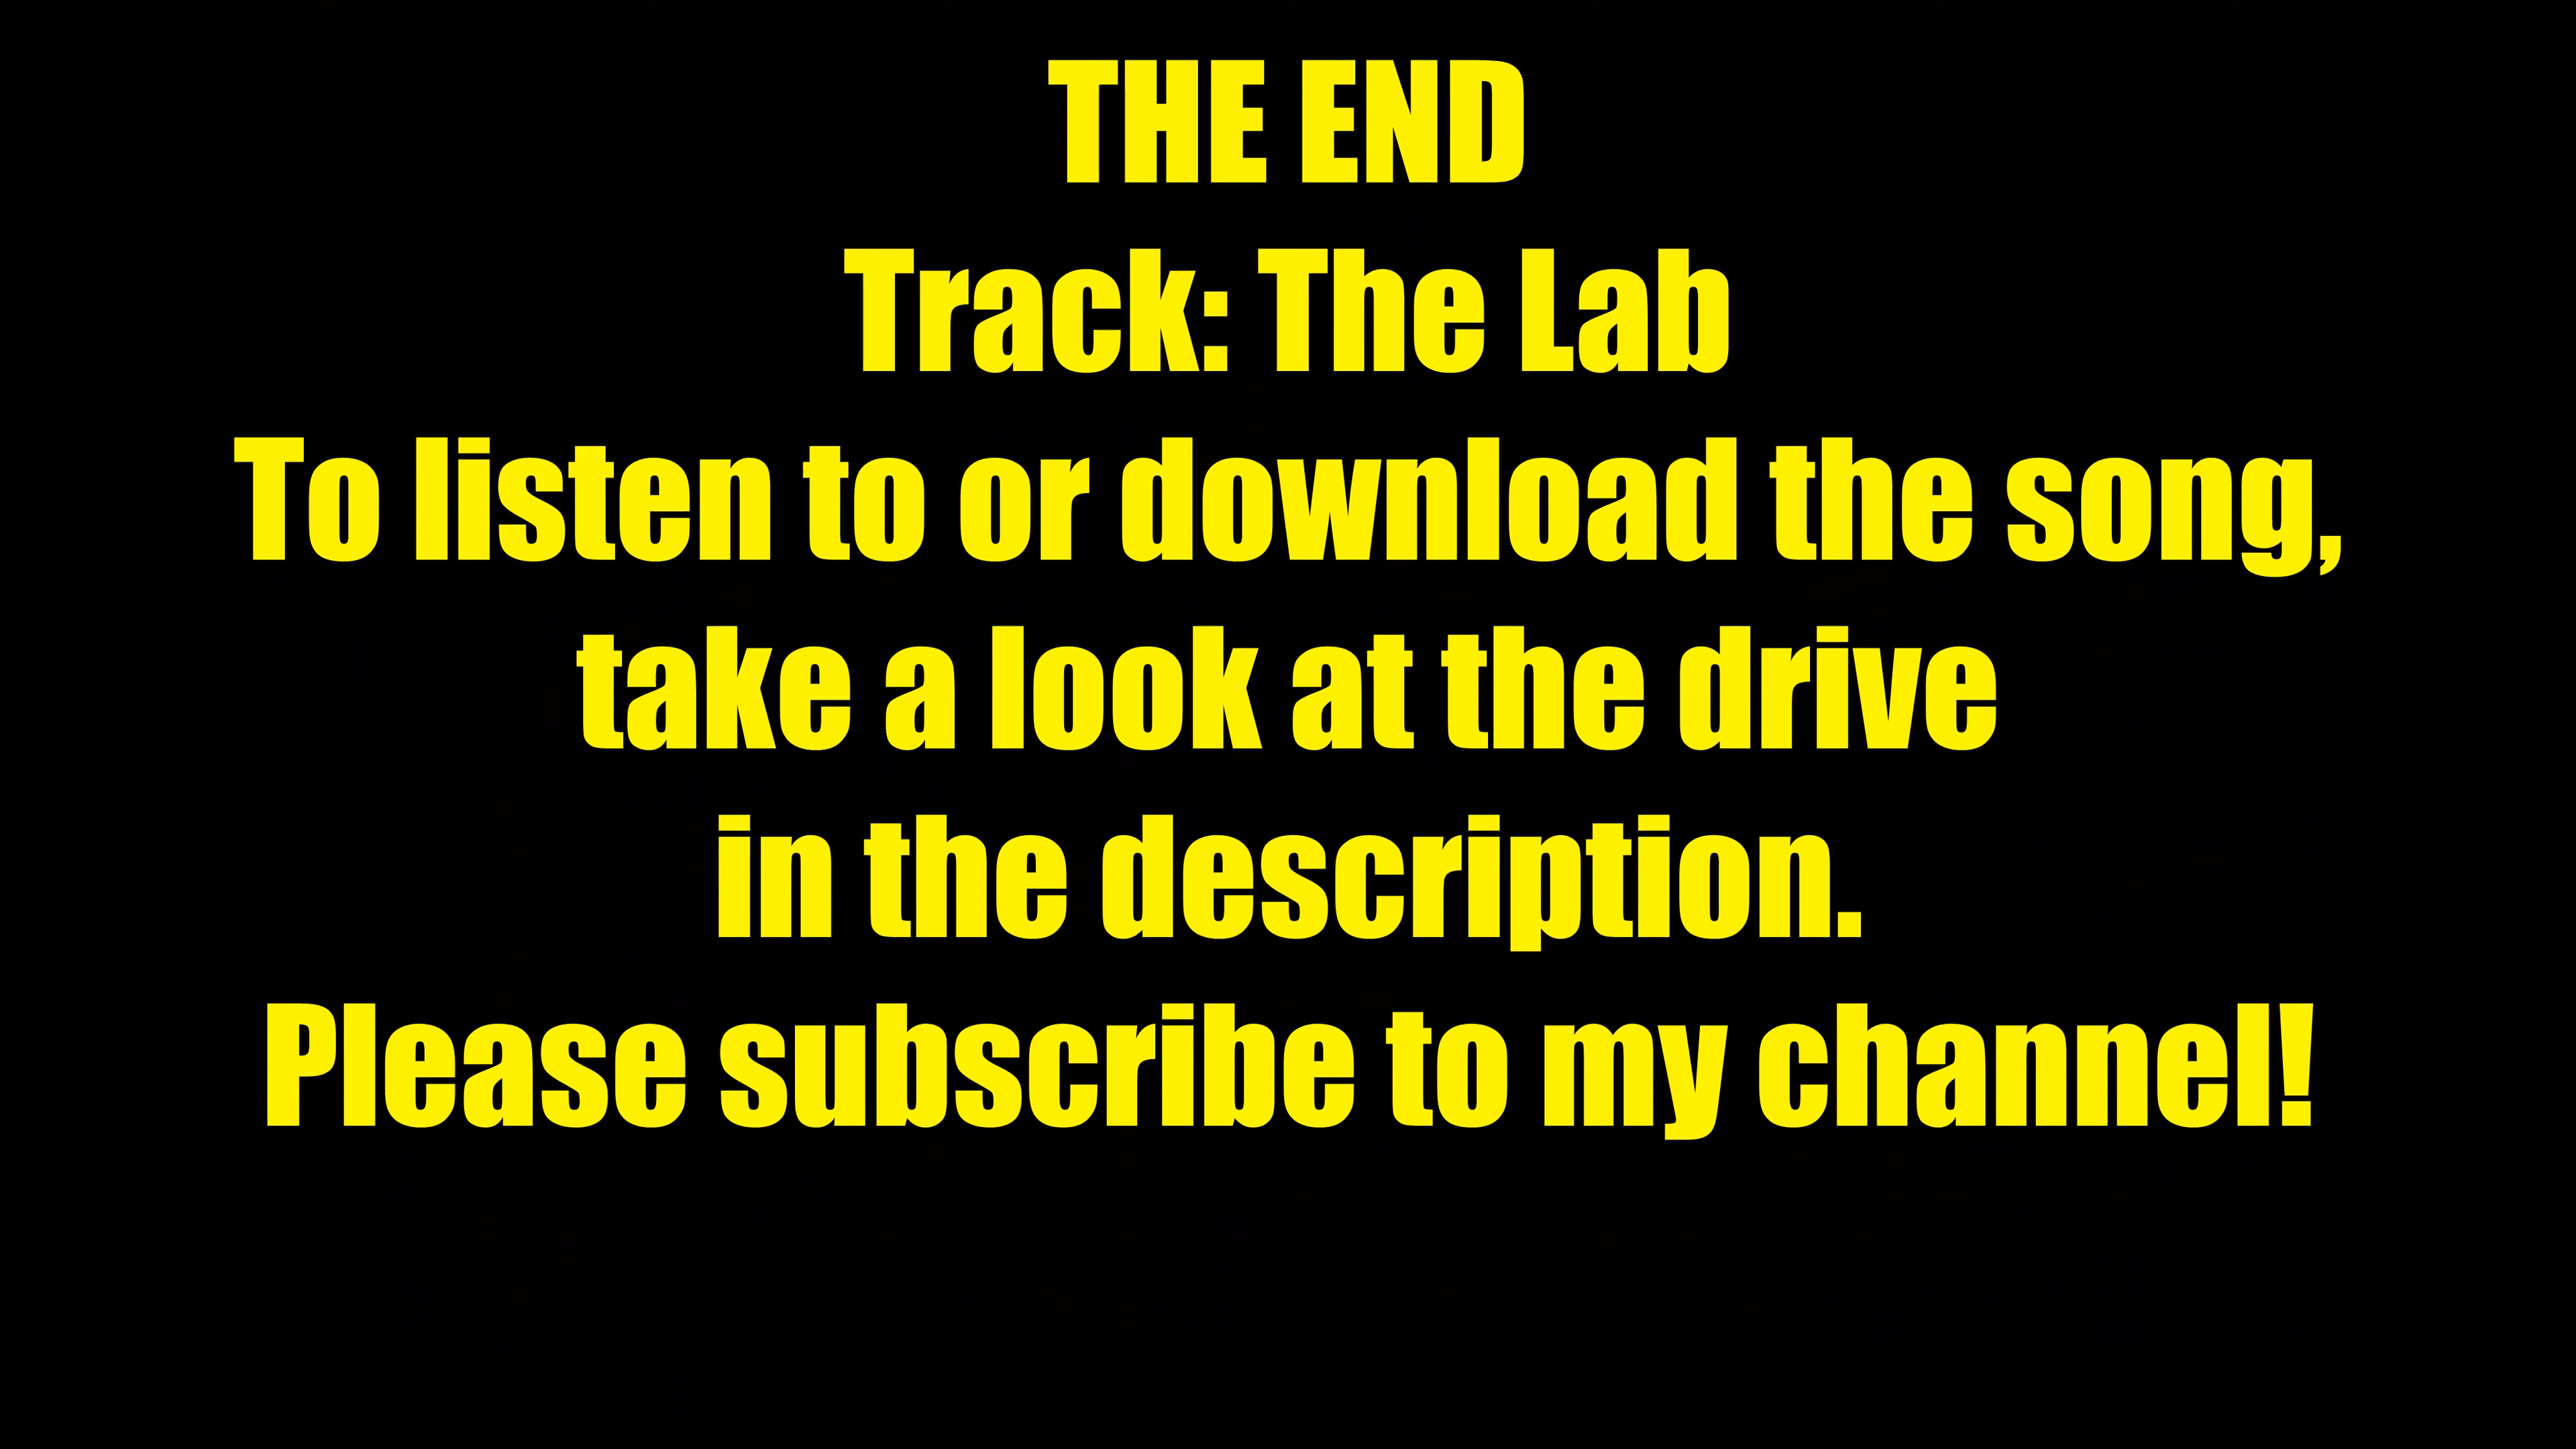 THE END
Track: The Lab
To listen to or download the song,
take a look at the drive
in the description.
Please subscribe to my channel!